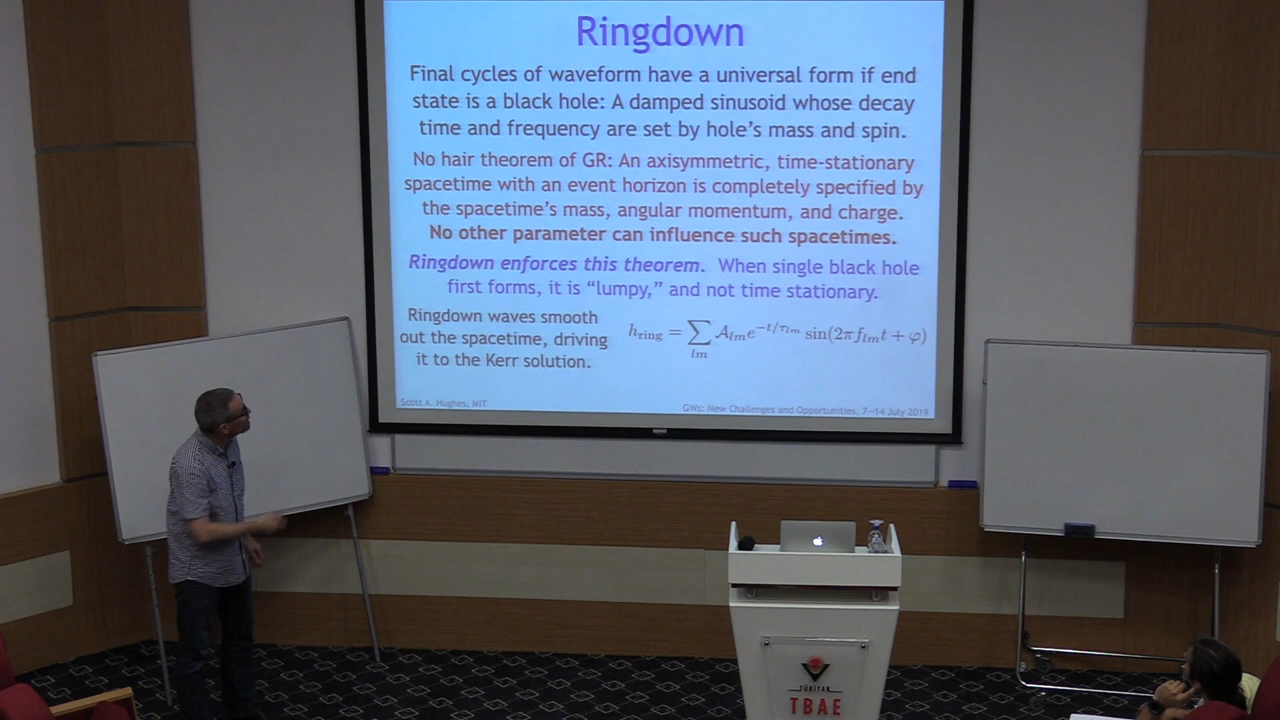 Ringdown
Final cycles of waveform have a universal form if end
state is a black hole: A damped sinusoid whose decay
time and frequency are set by hole's mass and spin.
No hair theorem of GR: An axisymmetric, time-stationary
spacetime with an event horizon is completely specified by
the spacetime's mass, angular momentum, and charge.
No other parameter can influence such spacetimes.
Ringdown enforces this theorem. When single black hole
first forms, it is “lumpy,” and not time stationary.
Ringdown waves smooth
out the spacetime, driving
it to the Kerr solution.
h_ring = ∑_lm A_lm e^{-t/τ_lm} sin(2πf_lm t + φ)
Scott A. Hughes, MIT
GWs: New Challenges and Opportunities, 7–14 July 2019
TÜBİTAK
TBAE